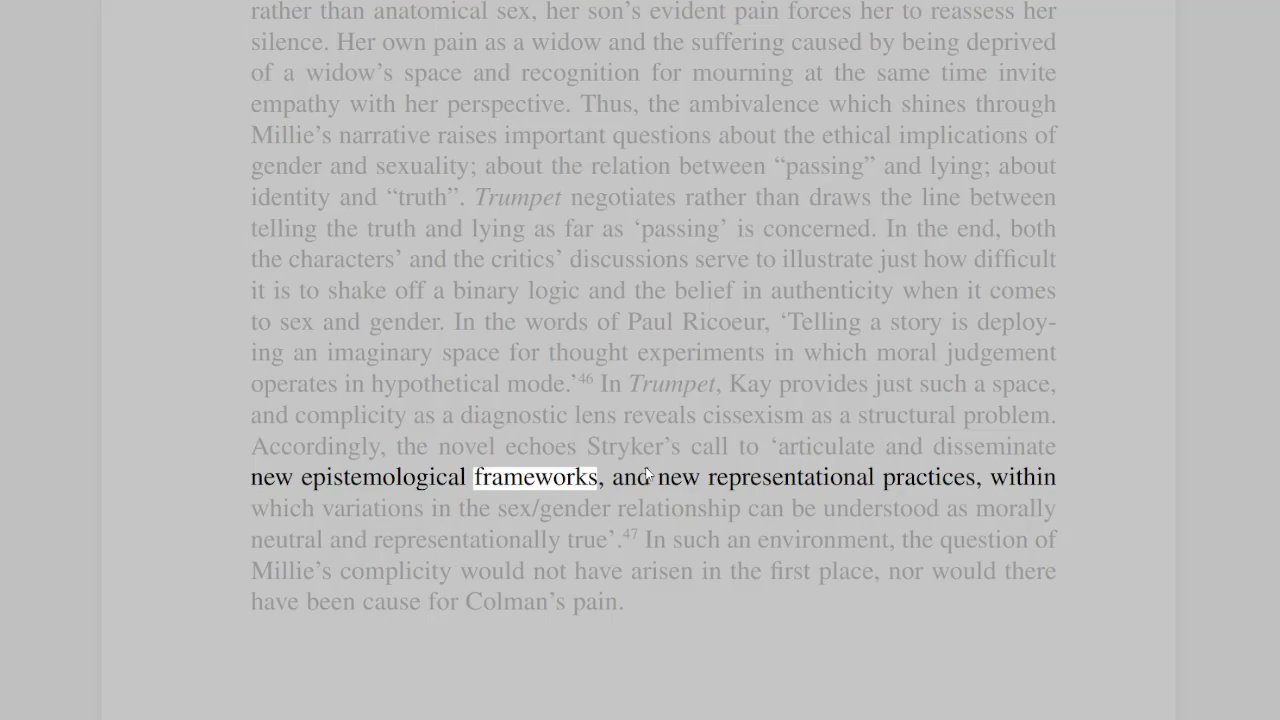 rather than anatomical sex, her son’s evident pain forces her to reassess her
silence. Her own pain as a widow and the suffering caused by being deprived
of a widow’s space and recognition for mourning at the same time invite
empathy with her perspective. Thus, the ambivalence which shines through
Millie’s narrative raises important questions about the ethical implications of
gender and sexuality; about the relation between “passing” and lying; about
identity and “truth”. Trumpet negotiates rather than draws the line between
telling the truth and lying as far as ‘passing’ is concerned. In the end, both
the characters’ and the critics’ discussions serve to illustrate just how difficult
it is to shake off a binary logic and the belief in authenticity when it comes
to sex and gender. In the words of Paul Ricoeur, ‘Telling a story is deploy-
ing an imaginary space for thought experiments in which moral judgement
operates in hypothetical mode.’46 In Trumpet, Kay provides just such a space,
and complicity as a diagnostic lens reveals cissexism as a structural problem.
Accordingly, the novel echoes Stryker’s call to ‘articulate and disseminate
new epistemological frameworks, and new representational practices, within
which variations in the sex/gender relationship can be understood as morally
neutral and representationally true’.47 In such an environment, the question of
Millie’s complicity would not have arisen in the first place, nor would there
have been cause for Colman’s pain.